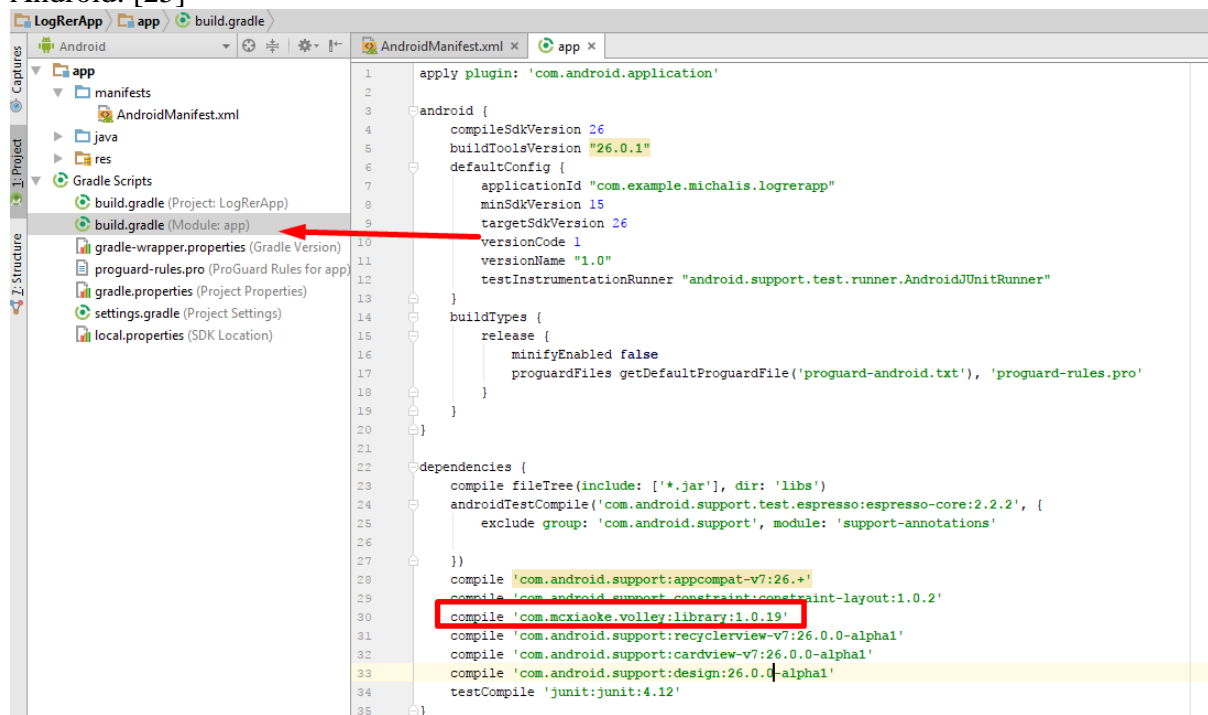 Android. [25]
LogRerApp app build.gradle
Android
AndroidManifest.xml × app ×
Captures
1: Project
7: Structure
app
manifests
AndroidManifest.xml
java
res
Gradle Scripts
build.gradle (Project: LogRerApp)
build.gradle (Module: app)
gradle-wrapper.properties (Gradle Version)
proguard-rules.pro (ProGuard Rules for app)
gradle.properties (Project Properties)
settings.gradle (Project Settings)
local.properties (SDK Location)
1 apply plugin: 'com.android.application'
2
3 android {
4 compileSdkVersion 26
5 buildToolsVersion "26.0.1"
6 defaultConfig {
7 applicationId "com.example.michalis.logrerapp"
8 minSdkVersion 15
9 targetSdkVersion 26
10 versionCode 1
11 versionName "1.0"
12 testInstrumentationRunner "android.support.test.runner.AndroidJUnitRunner"
13 }
14 buildTypes {
15 release {
16 minifyEnabled false
17 proguardFiles getDefaultProguardFile('proguard-android.txt'), 'proguard-rules.pro'
18 }
19 }
20 }
21
22 dependencies {
23 compile fileTree(include: ['*.jar'], dir: 'libs')
24 androidTestCompile('com.android.support.test.espresso:espresso-core:2.2.2', {
25 exclude group: 'com.android.support', module: 'support-annotations'
26
27 })
28 compile 'com.android.support:appcompat-v7:26.+'
29 compile 'com.android.support.constraint:constraint-layout:1.0.2'
30 compile 'com.mcxiaoke.volley:library:1.0.19'
31 compile 'com.android.support:recyclerview-v7:26.0.0-alpha1'
32 compile 'com.android.support:cardview-v7:26.0.0-alpha1'
33 compile 'com.android.support:design:26.0.0-alpha1'
34 testCompile 'junit:junit:4.12'
35 }